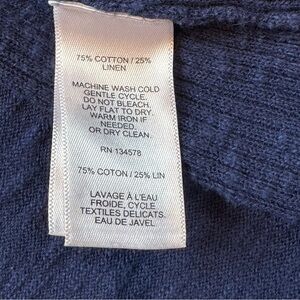 75% COTTON / 25%
LINEN
MACHINE WASH COLD
GENTLE CYCLE.
DO NOT BLEACH.
LAY FLAT TO DRY.
WARM IRON IF
NEEDED.
OR DRY CLEAN.
RN 134578
75% COTON / 25% LIN
LAVAGE À L'EAU
FROIDE, CYCLE
TEXTILES DELICATS.
EAU DE JAVEL